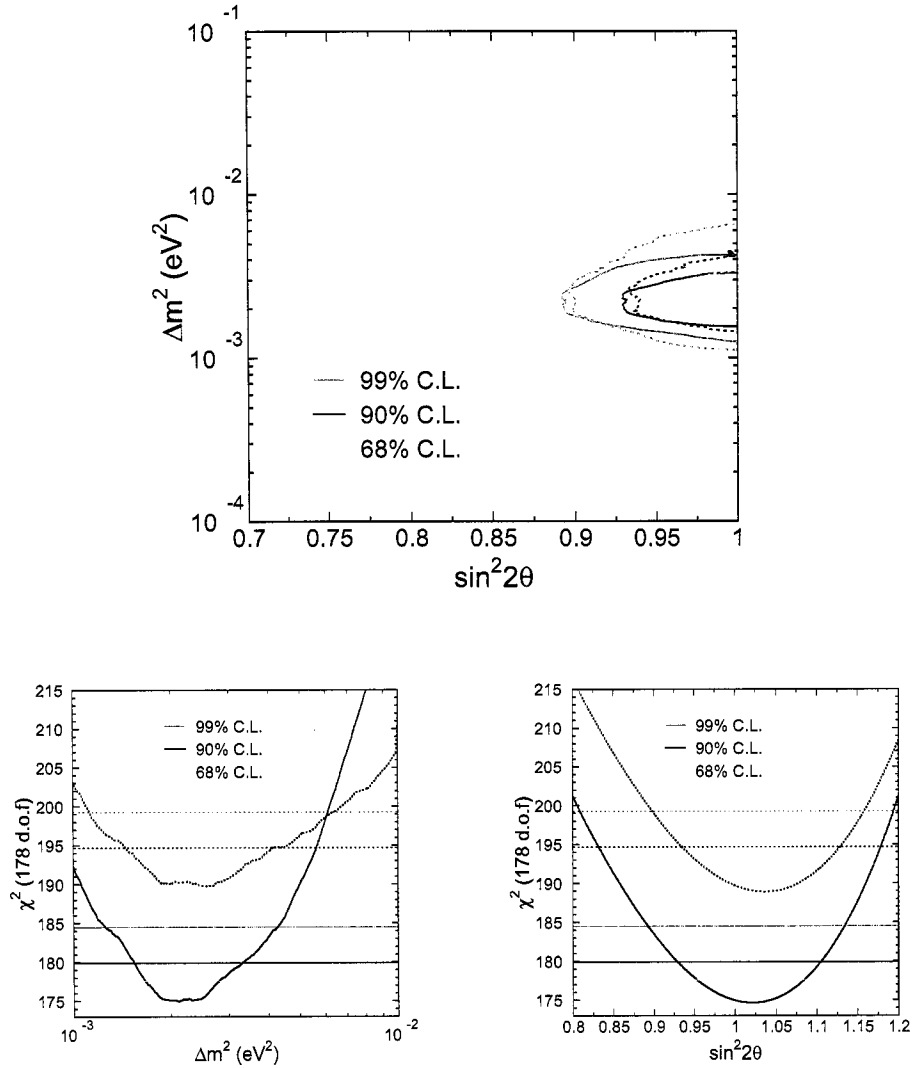 10⁻¹
10⁻²
10⁻³
10⁻⁴
Δm² (eV²)
99% C.L.
90% C.L.
68% C.L.
0.7 0.75 0.8 0.85 0.9 0.95 1
sin²2θ
215
210
205
200
195
190
185
180
175
χ² (178 d.o.f)
99% C.L.
90% C.L.
68% C.L.
10⁻³ 10⁻²
Δm² (eV²)
215
210
205
200
195
190
185
180
175
χ² (178 d.o.f)
99% C.L.
90% C.L.
68% C.L.
0.8 0.85 0.9 0.95 1 1.05 1.1 1.15 1.2
sin²2θ